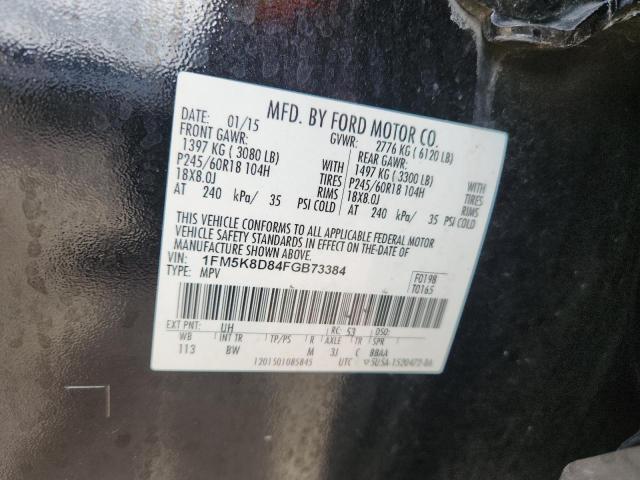 MFD. BY FORD MOTOR CO.
DATE: 01/15 GVWR: 2776 KG ( 6120 LB)
FRONT GAWR: REAR GAWR:
1397 KG ( 3080 LB) 1497 KG ( 3300 LB)
P245/60R18 104H WITH TIRES P245/60R18 104H WITH TIRES
18X8.0J RIMS 18X8.0J RIMS
AT 240 kPa/ 35 PSI COLD AT 240 kPa/ 35 PSI COLD
THIS VEHICLE CONFORMS TO ALL APPLICABLE FEDERAL MOTOR
VEHICLE SAFETY STANDARDS IN EFFECT ON THE DATE OF
MANUFACTURE SHOWN ABOVE.
VIN: 1FM5K8D84FGB73384
TYPE: MPV
F0198
T0165
EXT PNT: UH RC: 53 DSO:
WB INT TR TP/PS R AXLE TR SPR
113 BW M 3J C BBAA
1201501085845 UTC